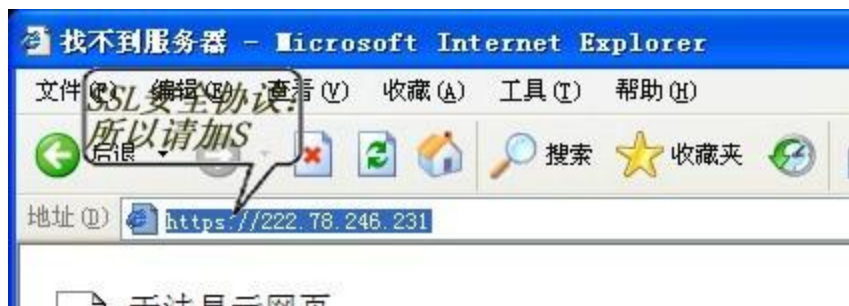 找不到服务器 - Microsoft Internet Explorer
文件(F) 编辑(E) 查看(V) 收藏(A) 工具(T) 帮助(H)
SSL安全协议:
所以请加S
后退 搜索 收藏夹
地址(D) https://222.78.246.231
无法显示网页